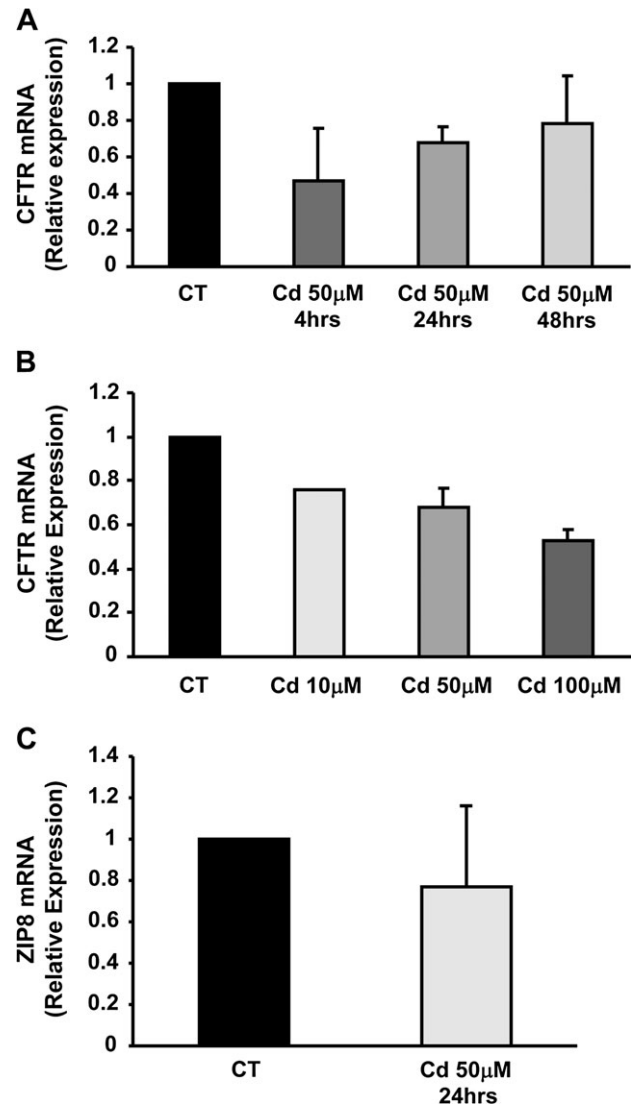 A
CFTR mRNA
(Relative expression)
1.2
1
0.8
0.6
0.4
0.2
0
CT
Cd 50μM
4hrs
Cd 50μM
24hrs
Cd 50μM
48hrs
B
CFTR mRNA
(Relative Expression)
1.2
1
0.8
0.6
0.4
0.2
0
CT
Cd 10μM
Cd 50μM
Cd 100μM
C
ZIP8 mRNA
(Relative Expression)
1.4
1.2
1
0.8
0.6
0.4
0.2
0
CT
Cd 50μM
24hrs